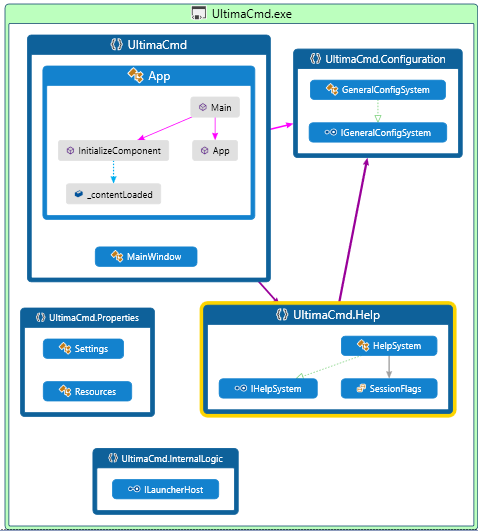 UltimaCmd.exe
UltimaCmd
App
Main
InitializeComponent
App
_contentLoaded
MainWindow
UltimaCmd.Configuration
GeneralConfigSystem
IGeneralConfigSystem
UltimaCmd.Properties
Settings
Resources
UltimaCmd.Help
HelpSystem
IHelpSystem
SessionFlags
UltimaCmd.InternalLogic
ILauncherHost